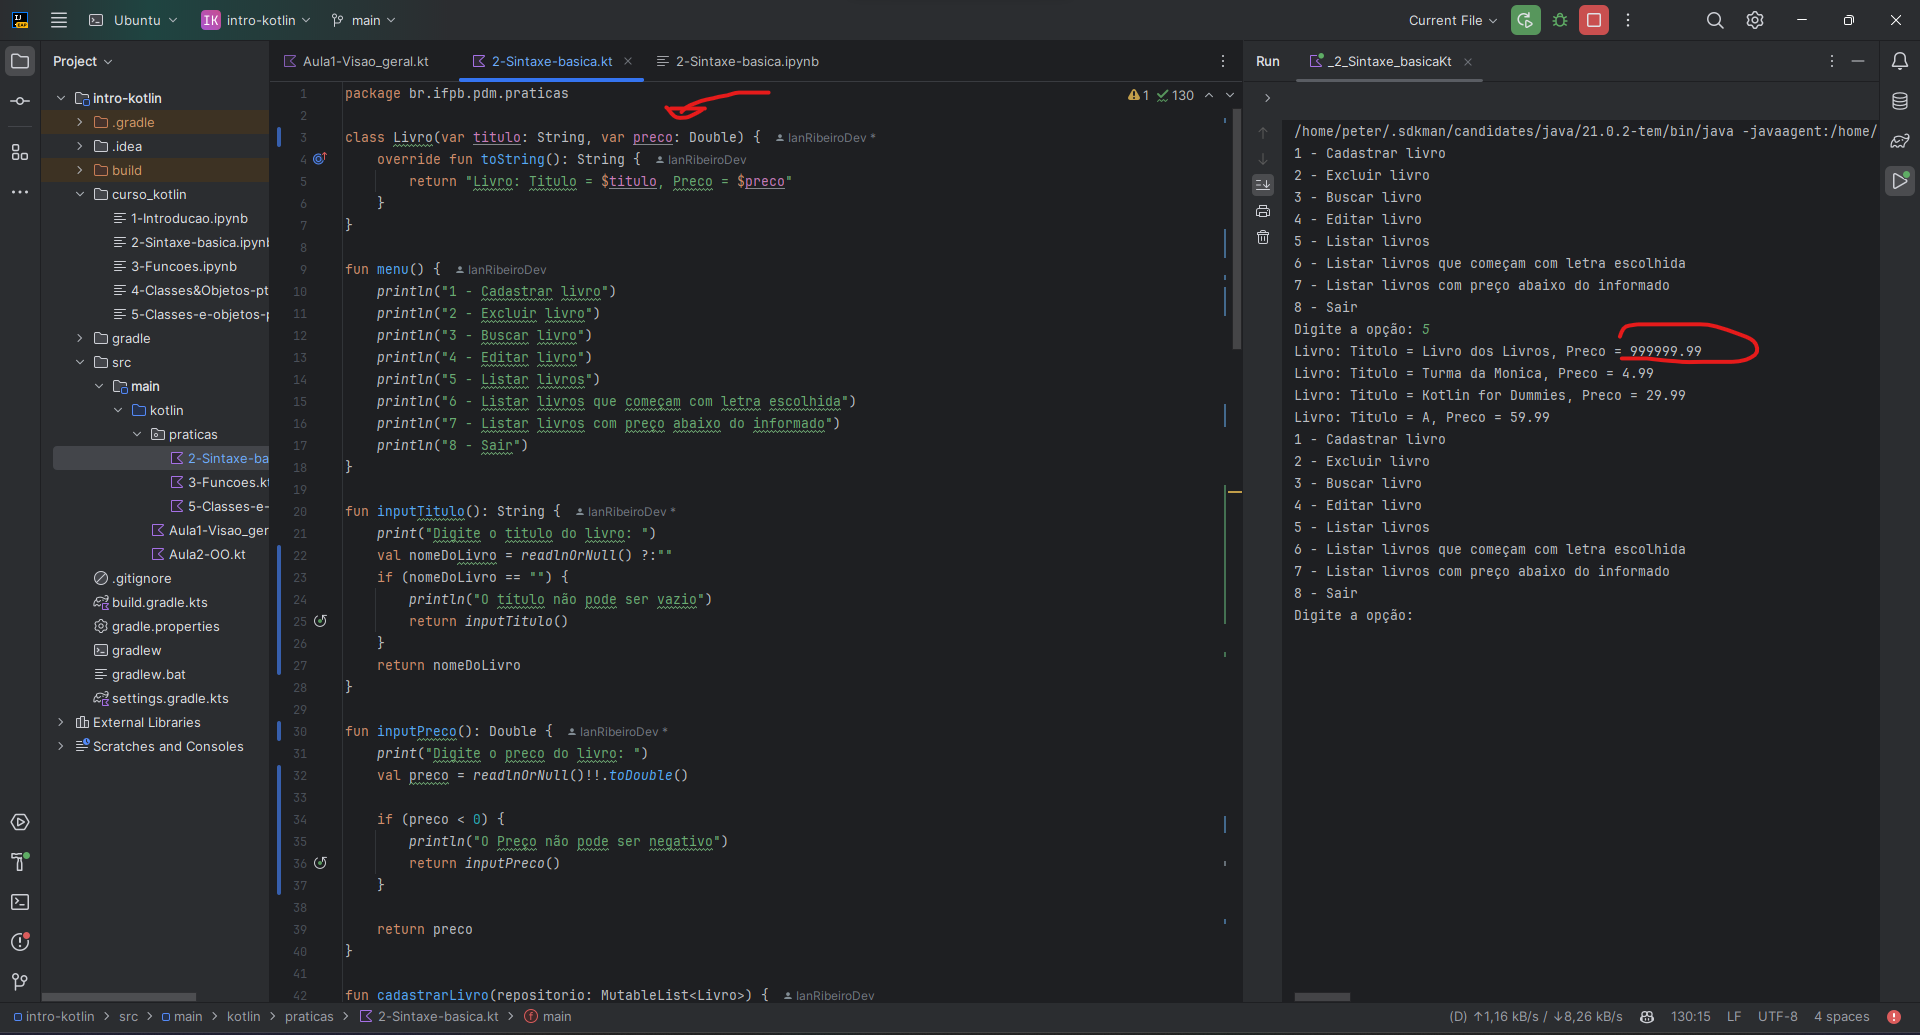 Ubuntu
IK intro-kotlin
main
Current File
Project
Aula1-Visao_geral.kt
2-Sintaxe-basica.kt
2-Sintaxe-basica.ipynb
Run
_2_Sintaxe_basicaKt
intro-kotlin
.gradle
.idea
build
curso_kotlin
1-Introducao.ipynb
2-Sintaxe-basica.ipynb
3-Funcoes.ipynb
4-Classes&Objetos-pt
5-Classes-e-objetos-p
gradle
src
main
kotlin
praticas
2-Sintaxe-ba
3-Funcoes.kt
5-Classes-e-
Aula1-Visao_ger
Aula2-OO.kt
.gitignore
build.gradle.kts
gradle.properties
gradlew
gradlew.bat
settings.gradle.kts
External Libraries
Scratches and Consoles
1 package br.ifpb.pdm.praticas
1 130
2
3 class Livro(var titulo: String, var preco: Double) { IanRibeiroDev *
4 override fun toString(): String { IanRibeiroDev
5 return "Livro: Titulo = $titulo, Preco = $preco"
6 }
7 }
8
9 fun menu() { IanRibeiroDev
10 println("1 - Cadastrar livro")
11 println("2 - Excluir livro")
12 println("3 - Buscar livro")
13 println("4 - Editar livro")
14 println("5 - Listar livros")
15 println("6 - Listar livros que começam com letra escolhida")
16 println("7 - Listar livros com preço abaixo do informado")
17 println("8 - Sair")
18 }
19
20 fun inputTitulo(): String { IanRibeiroDev *
21 print("Digite o titulo do livro: ")
22 val nomeDoLivro = readlnOrNull() ?:""
23 if (nomeDoLivro == "") {
24 println("O título não pode ser vazio")
25 return inputTitulo()
26 }
27 return nomeDoLivro
28 }
29
30 fun inputPreco(): Double { IanRibeiroDev *
31 print("Digite o preco do livro: ")
32 val preco = readlnOrNull()!!.toDouble()
33
34 if (preco < 0) {
35 println("O Preço não pode ser negativo")
36 return inputPreco()
37 }
38
39 return preco
40 }
41
42 fun cadastrarLivro(repositorio: MutableList<Livro>) { IanRibeiroDev
/home/peter/.sdkman/candidates/java/21.0.2-tem/bin/java -javaagent:/home/
1 - Cadastrar livro
2 - Excluir livro
3 - Buscar livro
4 - Editar livro
5 - Listar livros
6 - Listar livros que começam com letra escolhida
7 - Listar livros com preço abaixo do informado
8 - Sair
Digite a opção: 5
Livro: Titulo = Livro dos Livros, Preco = 999999.99
Livro: Titulo = Turma da Monica, Preco = 4.99
Livro: Titulo = Kotlin for Dummies, Preco = 29.99
Livro: Titulo = A, Preco = 59.99
1 - Cadastrar livro
2 - Excluir livro
3 - Buscar livro
4 - Editar livro
5 - Listar livros
6 - Listar livros que começam com letra escolhida
7 - Listar livros com preço abaixo do informado
8 - Sair
Digite a opção:
intro-kotlin > src > main > kotlin > praticas > 2-Sintaxe-basica.kt > main
(D) ↑1,16 kB/s / ↓8,26 kB/s
130:15
LF
UTF-8
4 spaces